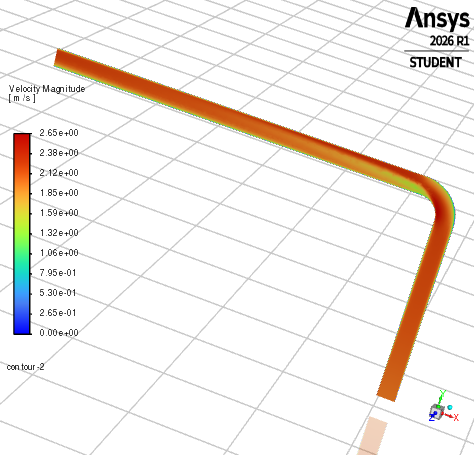 Ansys
2026 R1
STUDENT
Velocity Magnitude
[ m/s ]
2.65e+00
2.38e+00
2.12e+00
1.85e+00
1.59e+00
1.32e+00
1.06e+00
7.95e-01
5.30e-01
2.65e-01
0.00e+00
contour-2
Y
Z
X